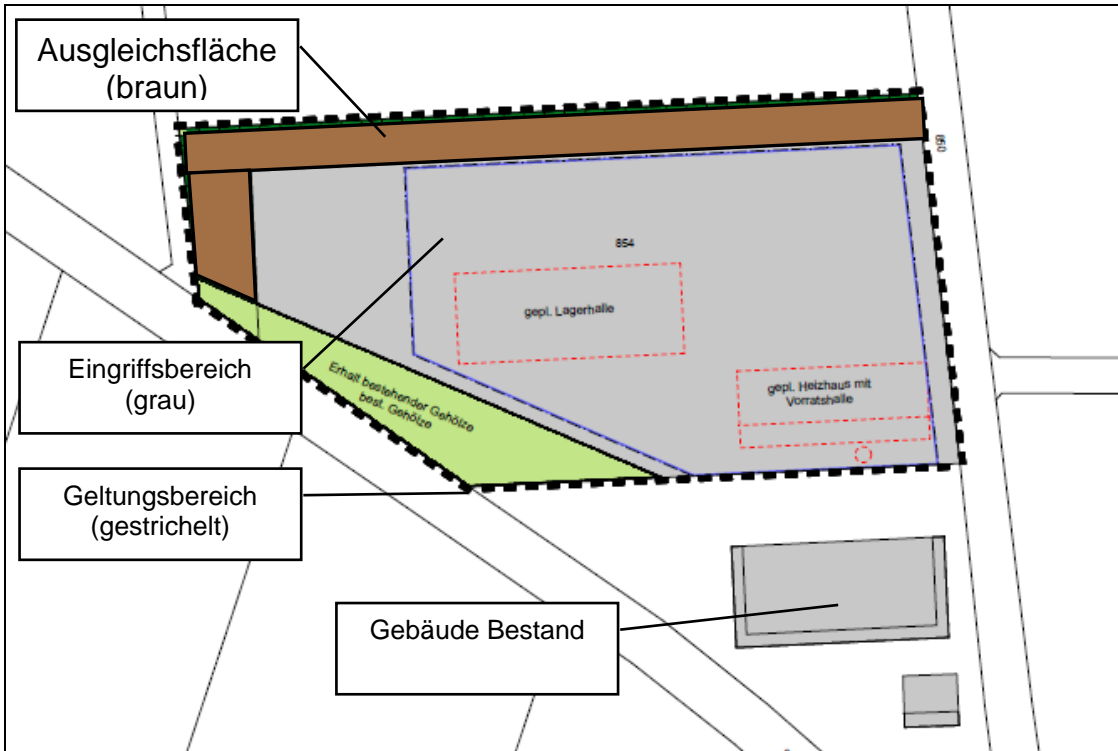 Ausgleichsfläche
(braun)
850
854
gepl. Lagerhalle
Eingriffsbereich
(grau)
Erhalt bestehender Gehölze
best. Gehölze
gepl. Heizhaus mit
Vorratshalle
Geltungsbereich
(gestrichelt)
Gebäude Bestand